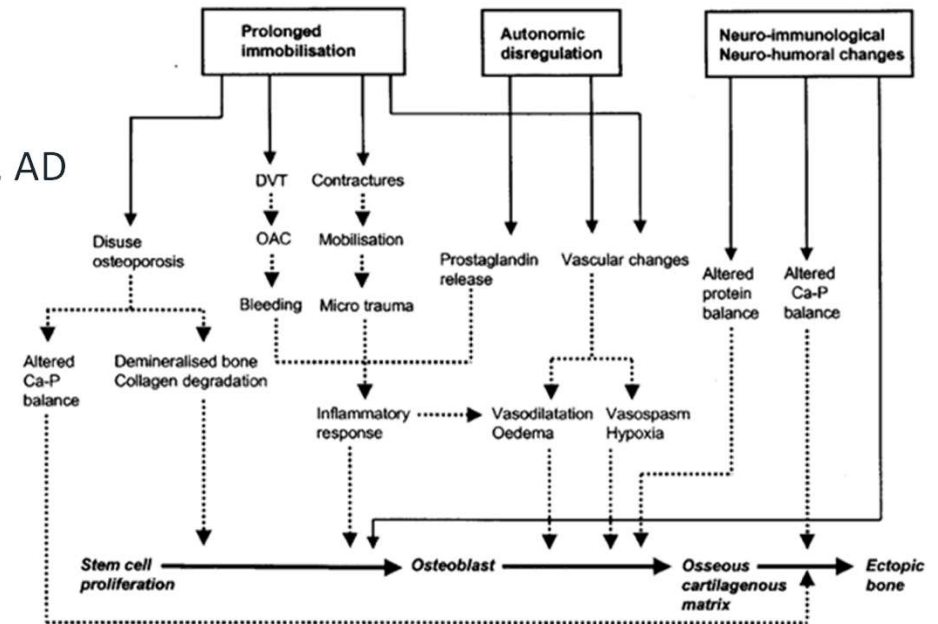 Prolonged
immobilisation
Autonomic
disregulation
Neuro-immunological
Neuro-humoral changes
AD
DVT
Contractures
Disuse
osteoporosis
OAC
Mobilisation
Prostaglandin
release
Vascular changes
Altered
protein
balance
Altered
Ca-P
balance
Bleeding
Micro trauma
Altered
Ca-P
balance
Demineralised bone
Collagen degradation
Inflammatory
response
Vasodilatation
Oedema
Vasospasm
Hypoxia
Stem cell
proliferation
Osteoblast
Osseous
cartilagenous
matrix
Ectopic
bone